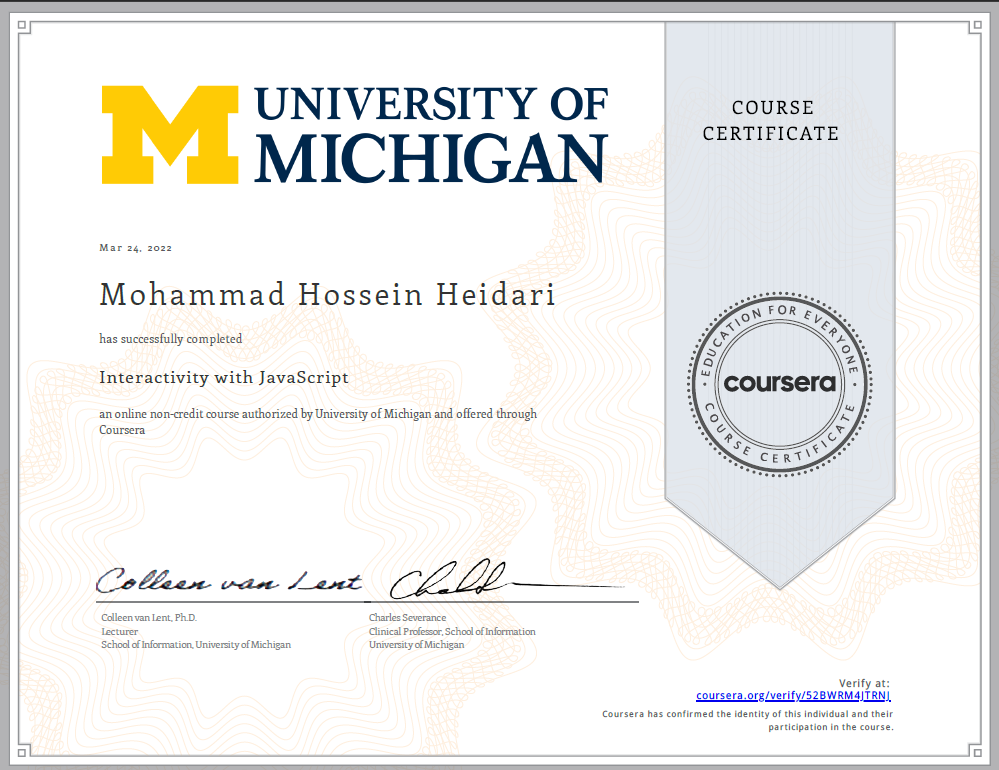 UNIVERSITY OF
MICHIGAN
COURSE
CERTIFICATE
Mar 24, 2022
Mohammad Hossein Heidari
has successfully completed
Interactivity with JavaScript
an online non-credit course authorized by University of Michigan and offered through
Coursera
EDUCATION FOR EVERYONE
coursera
COURSE CERTIFICATE
Colleen van Lent
Colleen van Lent, Ph.D.
Lecturer
School of Information, University of Michigan
Charles Severance
Clinical Professor, School of Information
University of Michigan
Verify at:
coursera.org/verify/52BWRM4JTRNJ
Coursera has confirmed the identity of this individual and their
participation in the course.